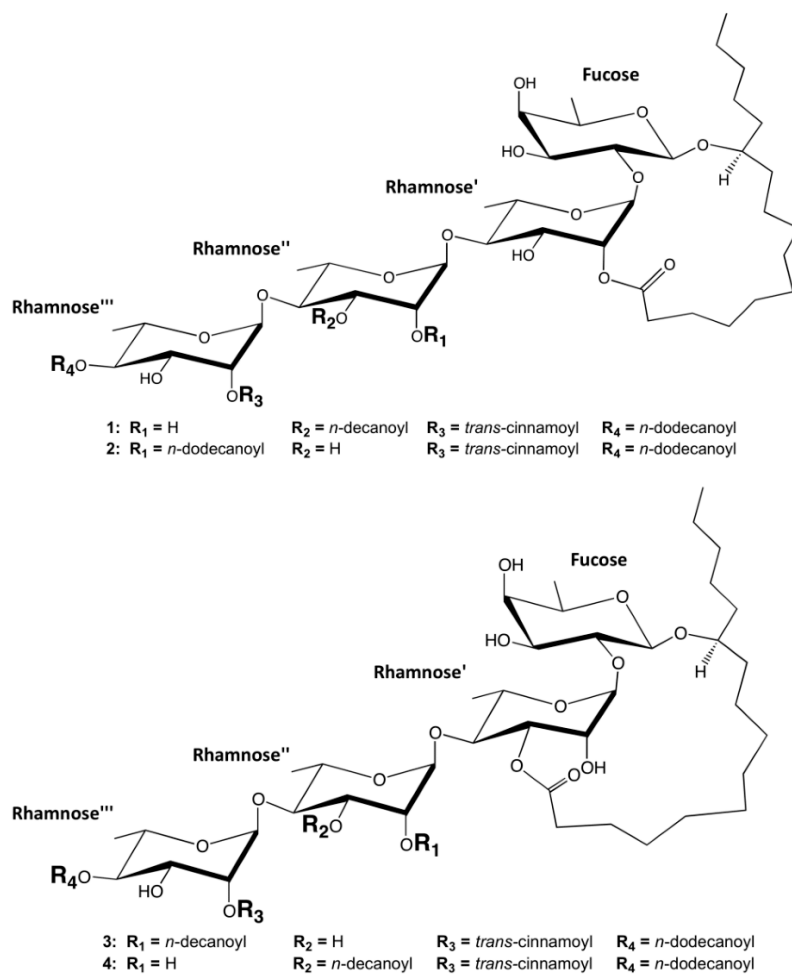 Fucose
OH
O
O
HO
H
O
Rhamnose'
O
O
HO
O
O
Rhamnose''
O
O
R₂O
OR₁
Rhamnose'''
O
R₄O
HO
OR₃
1: R₁ = H R₂ = n-decanoyl R₃ = trans-cinnamoyl R₄ = n-dodecanoyl
2: R₁ = n-dodecanoyl R₂ = H R₃ = trans-cinnamoyl R₄ = n-dodecanoyl
Fucose
OH
O
O
HO
H
O
Rhamnose'
O
O
O
O
OH
Rhamnose''
O
O
R₂O
OR₁
Rhamnose'''
O
R₄O
HO
OR₃
3: R₁ = n-decanoyl R₂ = H R₃ = trans-cinnamoyl R₄ = n-dodecanoyl
4: R₁ = H R₂ = n-decanoyl R₃ = trans-cinnamoyl R₄ = n-dodecanoyl